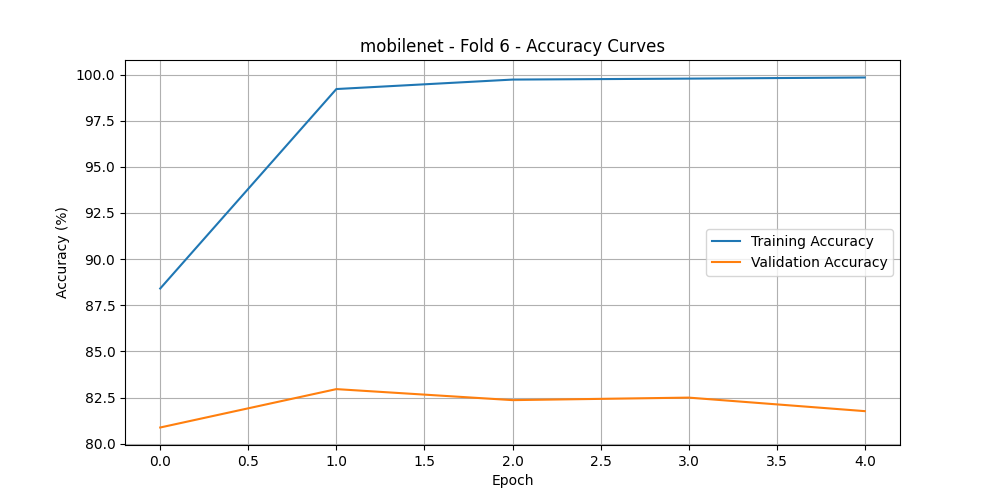 mobilenet - Fold 6 - Accuracy Curves
100.0
97.5
95.0
92.5
90.0
87.5
85.0
82.5
80.0
Accuracy (%)
Training Accuracy
Validation Accuracy
0.0 0.5 1.0 1.5 2.0 2.5 3.0 3.5 4.0
Epoch